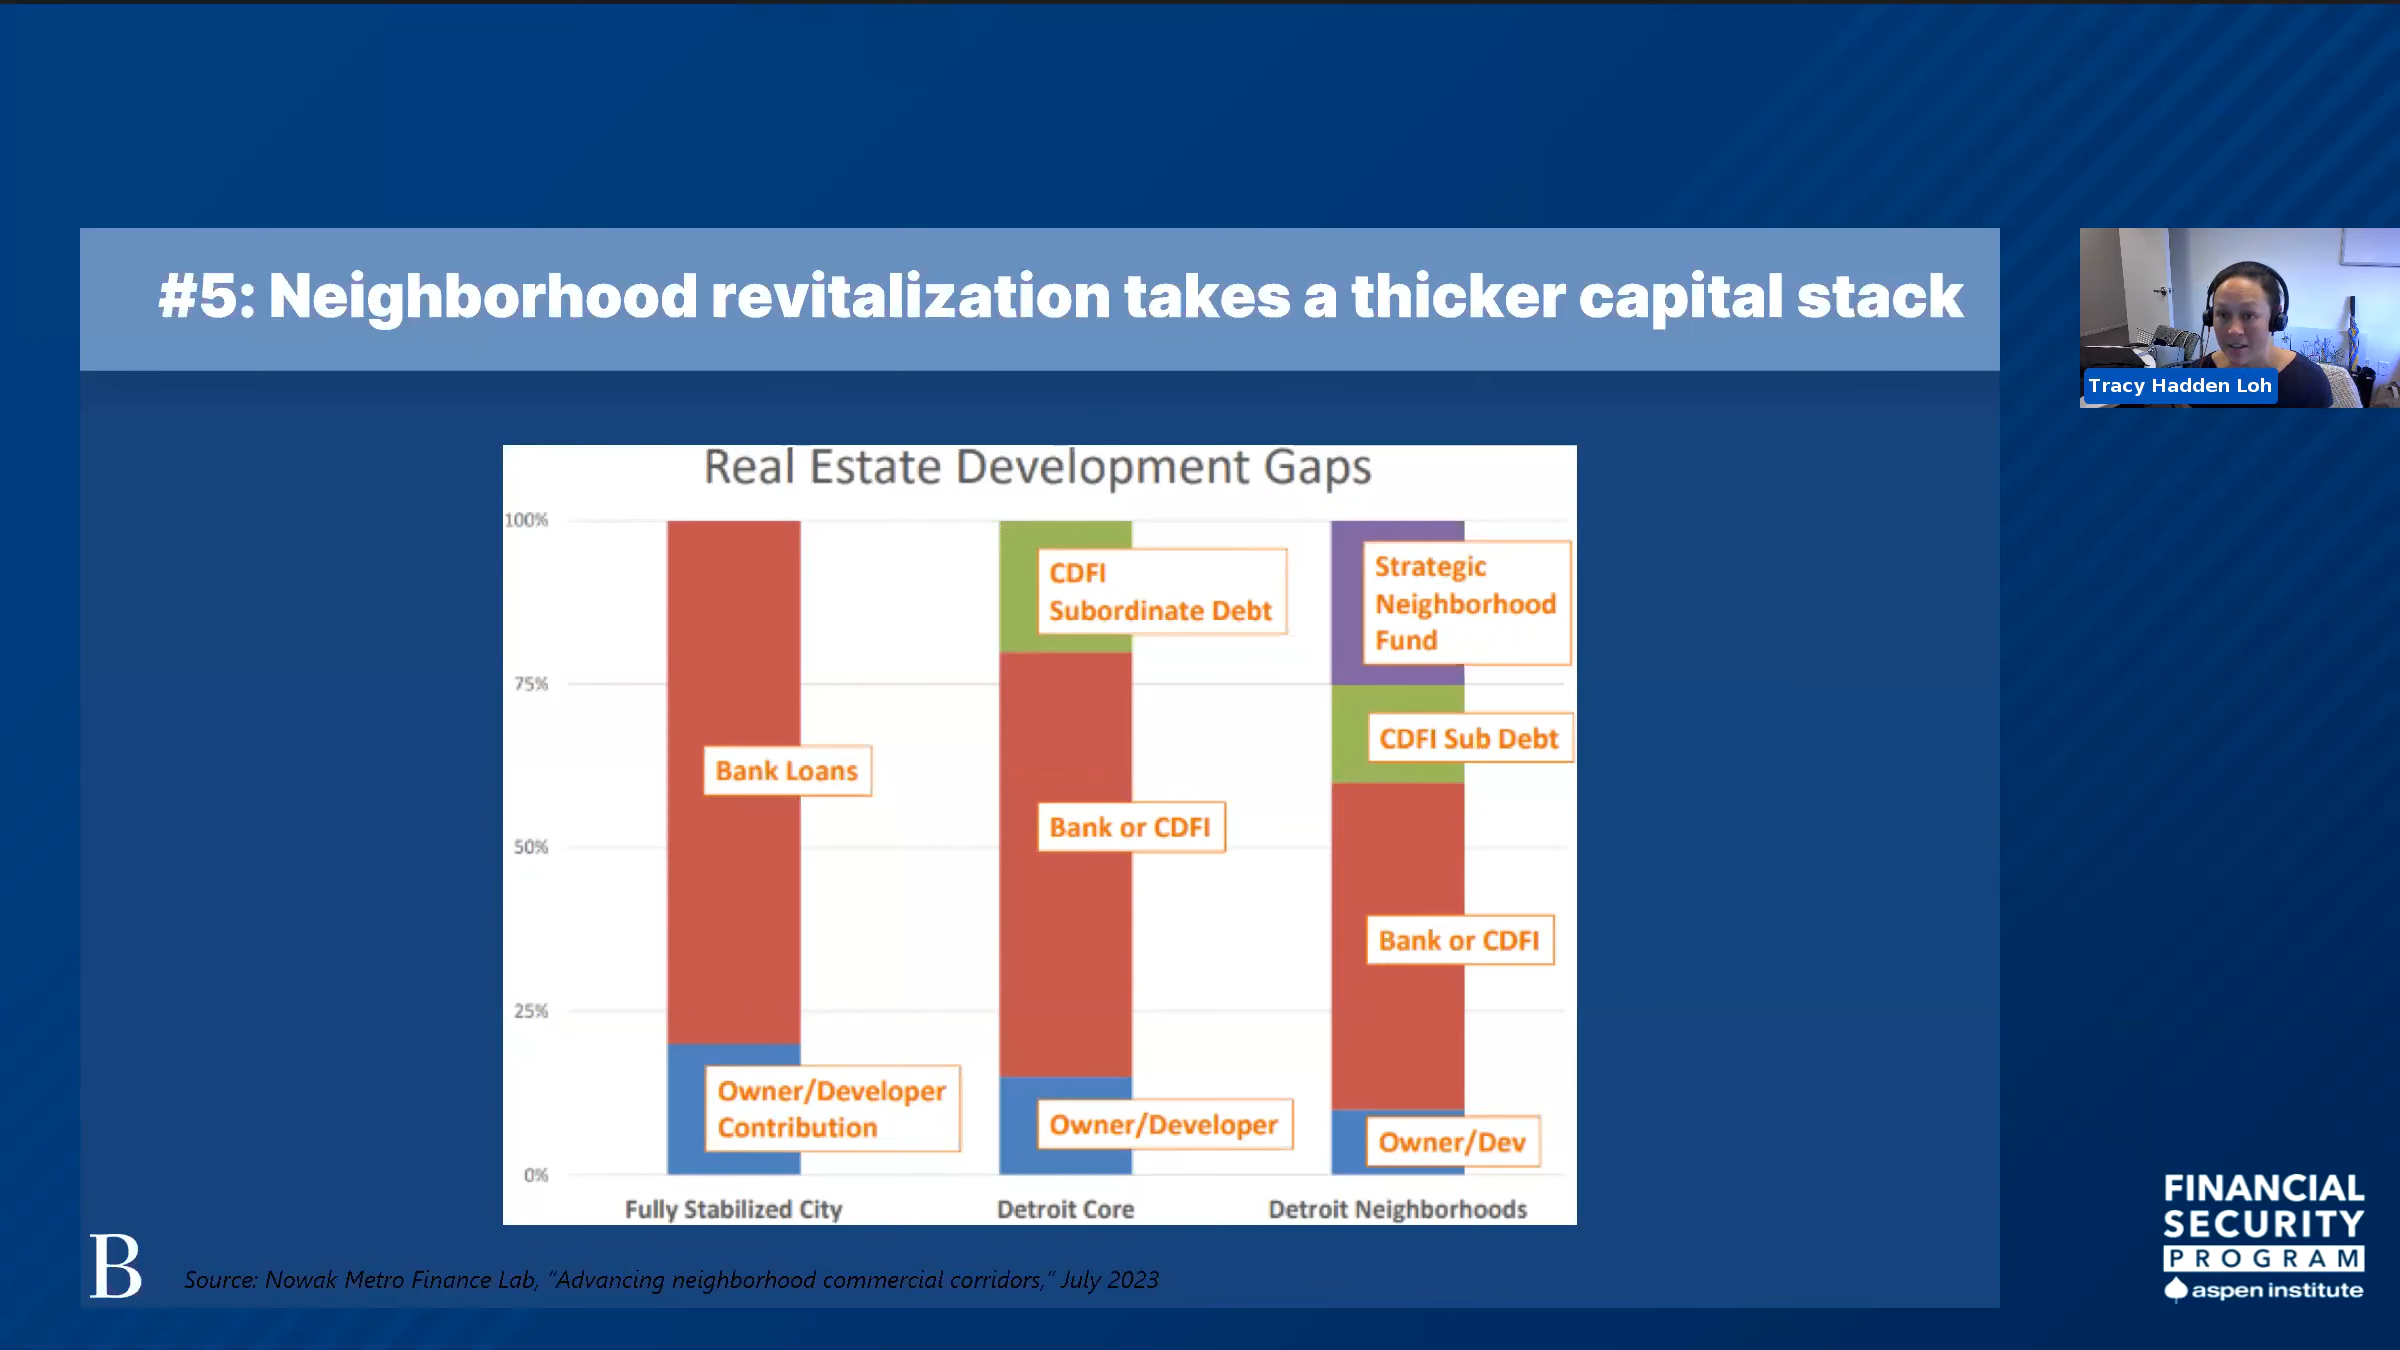 #5: Neighborhood revitalization takes a thicker capital stack
Tracy Hadden Loh
Real Estate Development Gaps
100%
75%
50%
25%
0%
Bank Loans
Owner/Developer
Contribution
Fully Stabilized City
CDFI
Subordinate Debt
Bank or CDFI
Owner/Developer
Detroit Core
Strategic
Neighborhood
Fund
CDFI Sub Debt
Bank or CDFI
Owner/Dev
Detroit Neighborhoods
B
Source: Nowak Metro Finance Lab, “Advancing neighborhood commercial corridors,” July 2023
FINANCIAL
SECURITY
PROGRAM
aspen institute